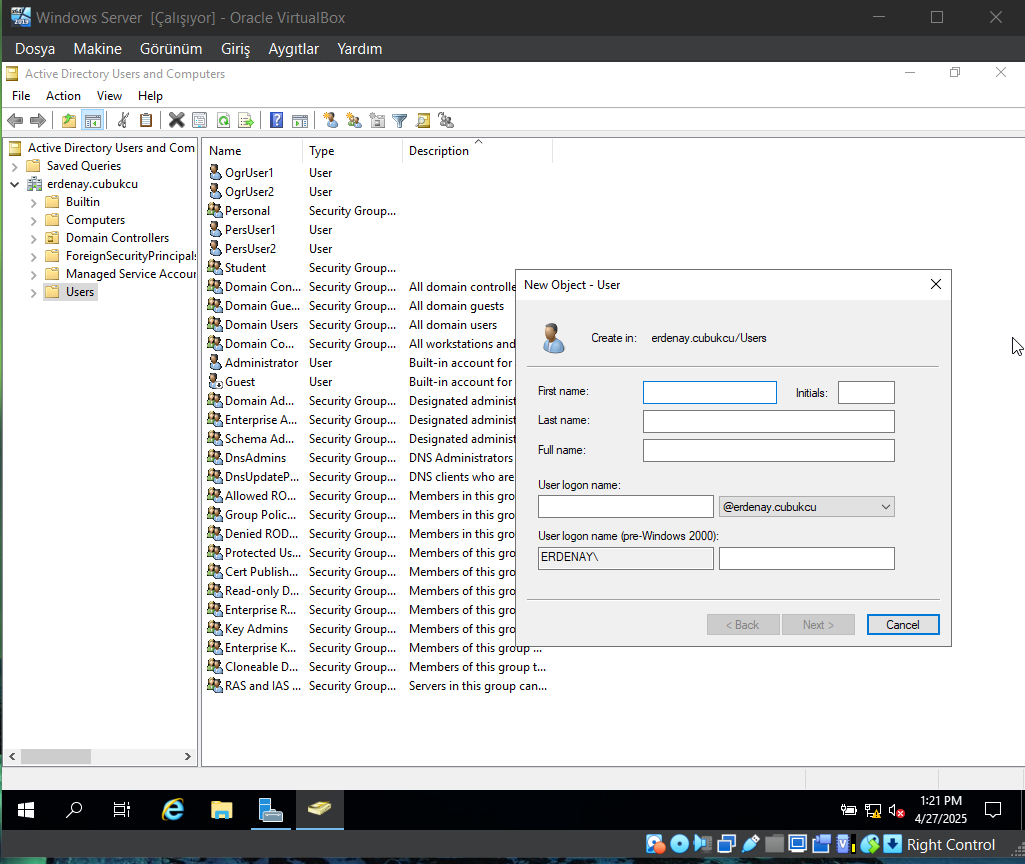 Windows Server [Çalışıyor] - Oracle VirtualBox
Dosya Makine Görünüm Giriş Aygıtlar Yardım
Active Directory Users and Computers
File Action View Help
Active Directory Users and Com
Saved Queries
erdenay.cubukcu
Builtin
Computers
Domain Controllers
ForeignSecurityPrincipals
Managed Service Accour
Users
Name Type Description
OgrUser1 User
OgrUser2 User
Personal Security Group...
PersUser1 User
PersUser2 User
Student Security Group...
Domain Con... Security Group... All domain controlle
Domain Gue... Security Group... All domain guests
Domain Users Security Group... All domain users
Domain Co... Security Group... All workstations and
Administrator User Built-in account for
Guest User Built-in account for
Domain Ad... Security Group... Designated administ
Enterprise A... Security Group... Designated administ
Schema Ad... Security Group... Designated administ
DnsAdmins Security Group... DNS Administrators
DnsUpdateP... Security Group... DNS clients who are
Allowed RO... Security Group... Members in this gro
Group Polic... Security Group... Members in this gro
Denied ROD... Security Group... Members in this gro
Protected Us... Security Group... Members of this gro
Cert Publish... Security Group... Members of this gro
Read-only D... Security Group... Members of this gro
Enterprise R... Security Group... Members of this gro
Key Admins Security Group... Members of this gro
Enterprise K... Security Group... Members of this group ...
Cloneable D... Security Group... Members of this group t...
RAS and IAS ... Security Group... Servers in this group can...
New Object - User
Create in: erdenay.cubukcu/Users
First name: Initials:
Last name:
Full name:
User logon name:
@erdenay.cubukcu
User logon name (pre-Windows 2000):
ERDENAY\
< Back Next > Cancel
1:21 PM
4/27/2025
Right Control